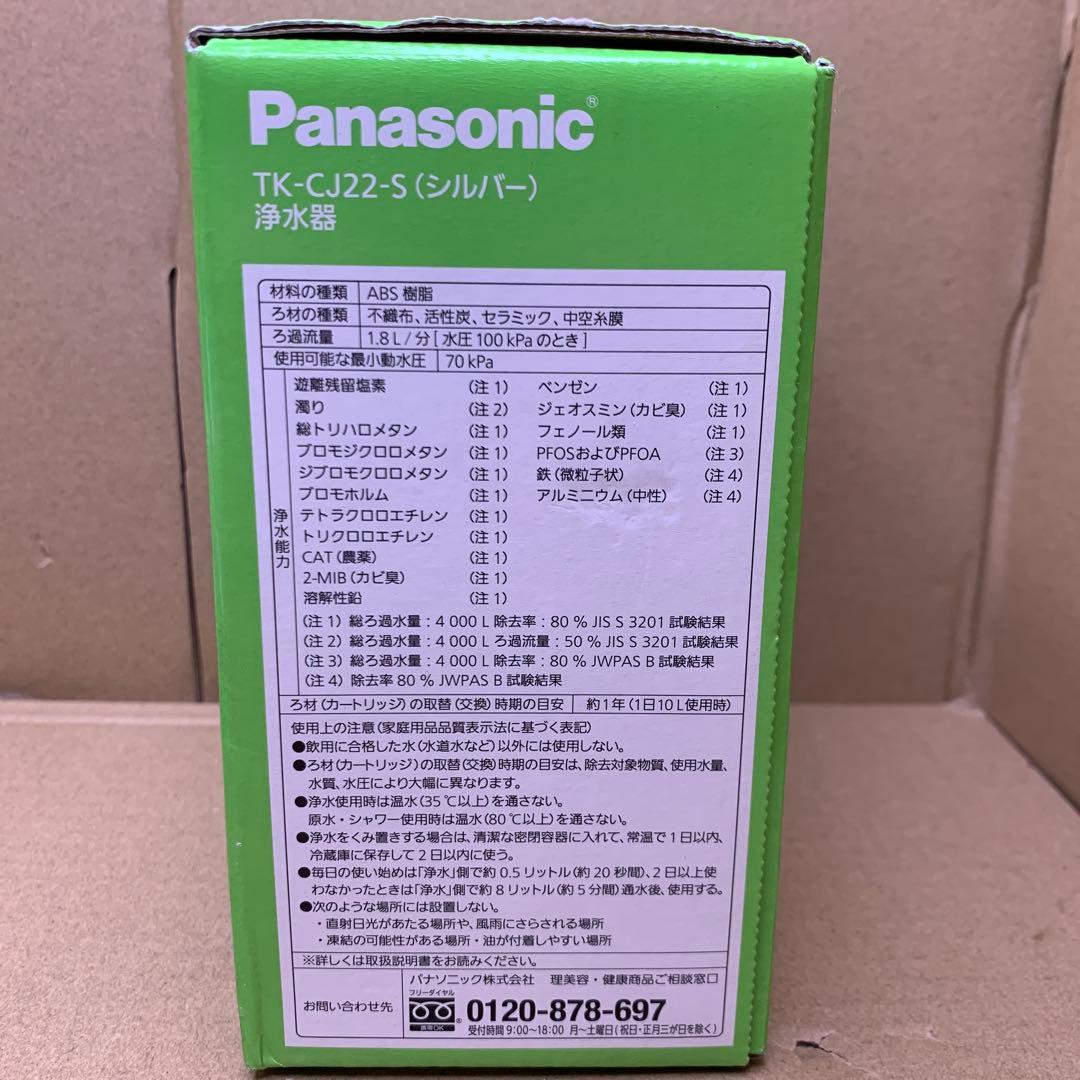 Panasonic®
TK-CJ22-S（シルバー）
浄水器
材料の種類 ABS 樹脂
ろ材の種類 不織布、活性炭、セラミック、中空糸膜
ろ過流量 1.8 L／分［水圧 100 kPa のとき］
使用可能な最小動水圧 70 kPa
浄水能力
遊離残留塩素 （注 1） ベンゼン （注 1）
濁り （注 2） ジェオスミン（カビ臭） （注 1）
総トリハロメタン （注 1） フェノール類 （注 1）
ブロモジクロロメタン （注 1） PFOSおよびPFOA （注 3）
ジブロモクロロメタン （注 1） 鉄（微粒子状） （注 4）
ブロモホルム （注 1） アルミニウム（中性） （注 4）
テトラクロロエチレン （注 1）
トリクロロエチレン （注 1）
CAT（農薬） （注 1）
2-MIB（カビ臭） （注 1）
溶解性鉛 （注 1）
（注 1）総ろ過水量：4 000 L 除去率：80 % JIS S 3201 試験結果
（注 2）総ろ過水量：4 000 L ろ過流量：50 % JIS S 3201 試験結果
（注 3）総ろ過水量：4 000 L 除去率：80 % JWPAS B 試験結果
（注 4）除去率 80 % JWPAS B 試験結果
ろ材（カートリッジ）の取替（交換）時期の目安 約1年（1日10 L使用時）
使用上の注意（家庭用品品質表示法に基づく表記）
●飲用に合格した水（水道水など）以外には使用しない。
●ろ材（カートリッジ）の取替（交換）時期の目安は、除去対象物質、使用水量、
水質、水圧により大幅に異なります。
●浄水使用時は温水（35℃以上）を通さない。
原水・シャワー使用時は温水（80℃以上）を通さない。
●浄水をくみ置きする場合は、清潔な密閉容器に入れて、常温で 1 日以内、
冷蔵庫に保存して 2 日以内に使う。
●毎日の使い始めは「浄水」側で約 0.5 リットル（約 20 秒間）、2 日以上使
わなかったときは「浄水」側で約 8 リットル（約 5 分間）通水後、使用する。
●次のような場所には設置しない。
・直射日光があたる場所や、風雨にさらされる場所
・凍結の可能性がある場所・油が付着しやすい場所
※詳しくは取扱説明書をお読みください。
お問い合わせ先
パナソニック株式会社 理美容・健康商品ご相談窓口
フリーダイヤル
携帯OK
0120-878-697
受付時間 9:00〜18:00 月〜土曜日（祝日・正月三が日を除く）